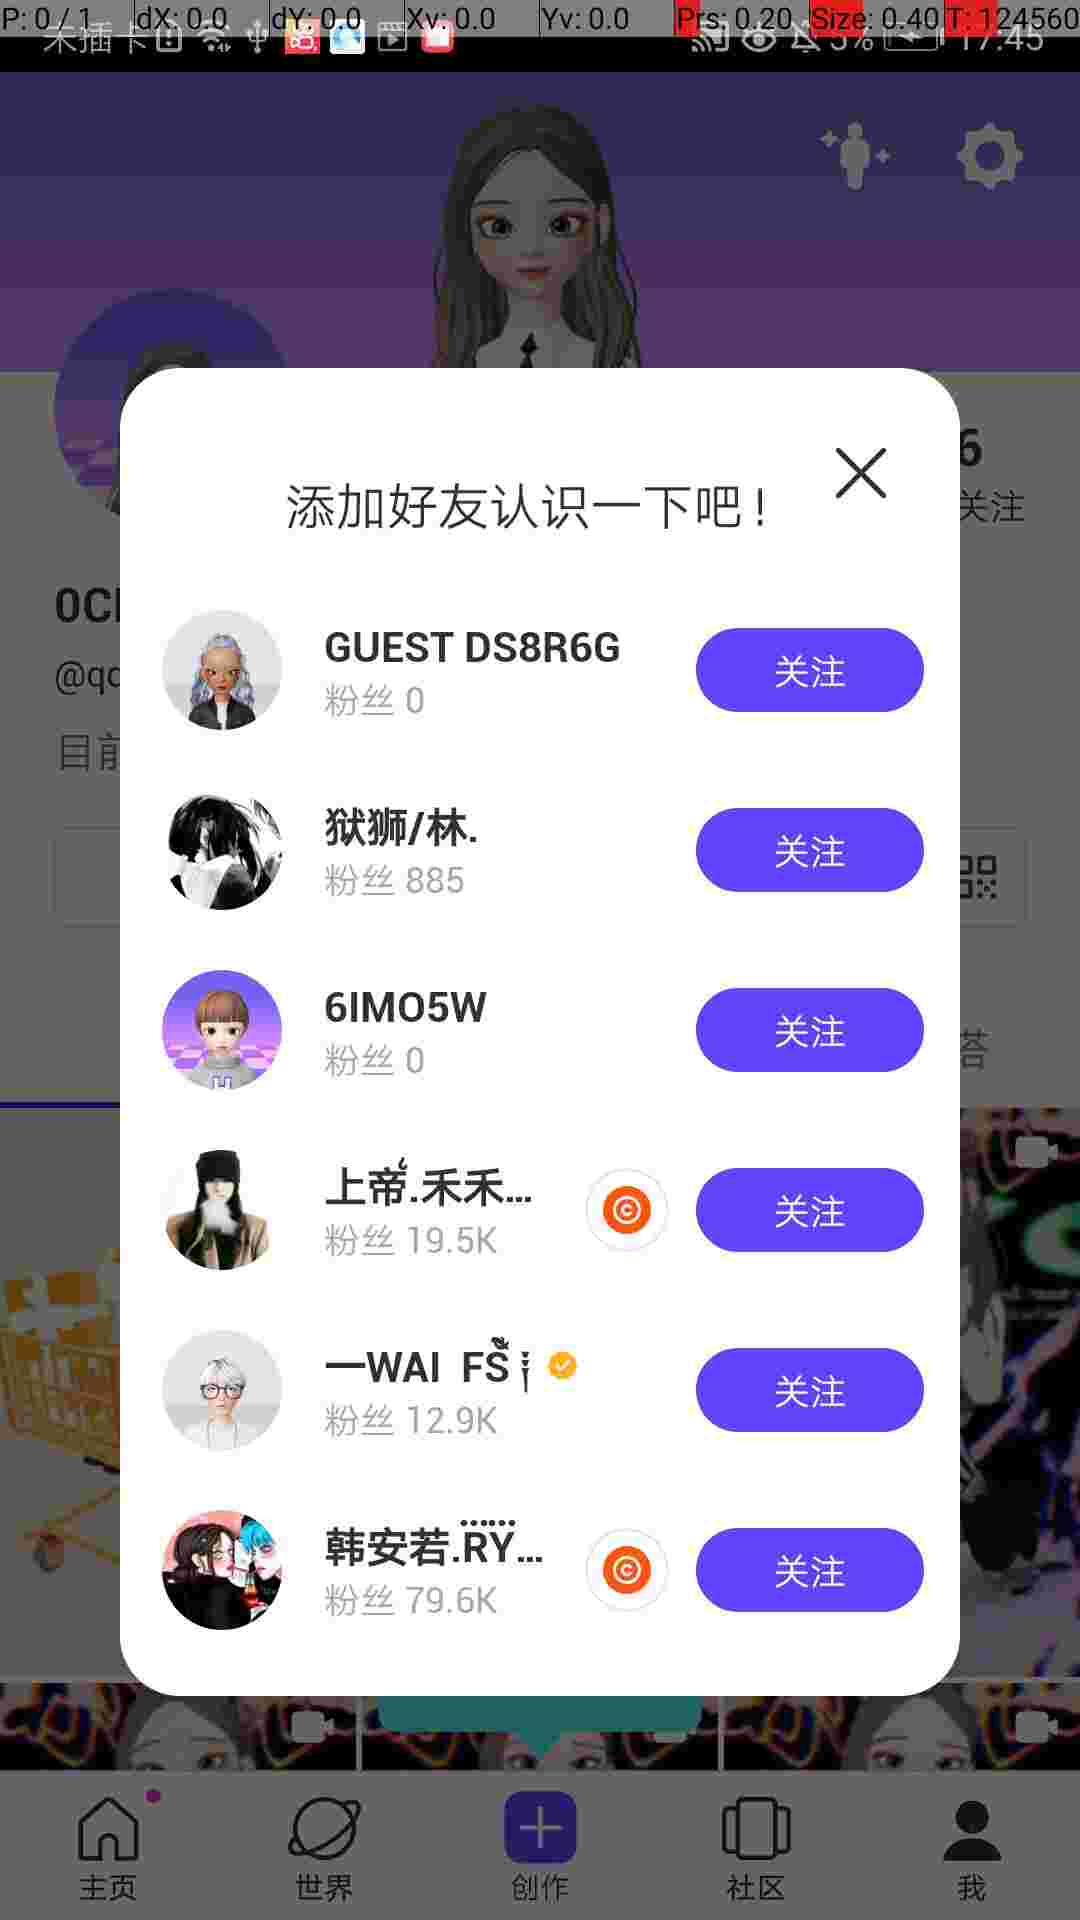 P: 0 / 1 dX: 0.0 dY: 0.0 Xv: 0.0 Yv: 0.0 Prs: 0.20 Size: 0.40 T: 124560
未插卡 5% 17:45
添加好友认识一下吧！
6
关注
GUEST DS8R6G
粉丝 0
关注
@qc
目前
狱狮/林.
粉丝 885
关注
6IMO5W
粉丝 0
关注
答
上帝.禾禾...
粉丝 19.5K
关注
一WAI FS
粉丝 12.9K
关注
韩安若.RY...
粉丝 79.6K
关注
主页 世界 创作 社区 我